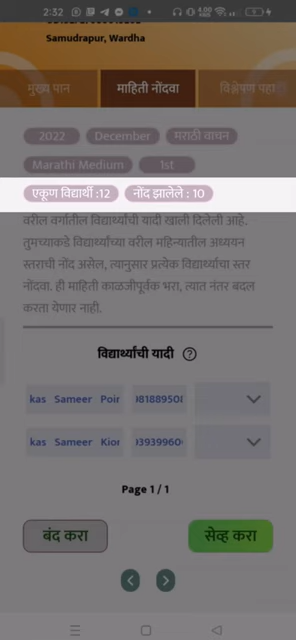 2:32
4.00
Samudrapur, Wardha
मुख्य पान माहिती नोंदवा विश्लेषण पहा
2022 December मराठी वाचन
Marathi Medium 1st
एकूण विद्यार्थी :12 नोंद झालेले : 10
वरील वर्गातील विद्यार्थ्यांची यादी खाली दिलेली आहे.
तुमच्याकडे विद्यार्थ्यांच्या वरील महिन्यातील अध्ययन
स्तराची नोंद असेल, त्यानुसार प्रत्येक विद्यार्थ्याचा स्तर
नोंदवा. ही माहिती काळजीपूर्वक भरा, त्यात नंतर बदल
करता येणार नाही.
विद्यार्थ्यांची यादी ?
kas Sameer Poir
kas Sameer Kior
Page 1 / 1
बंद करा सेव्ह करा